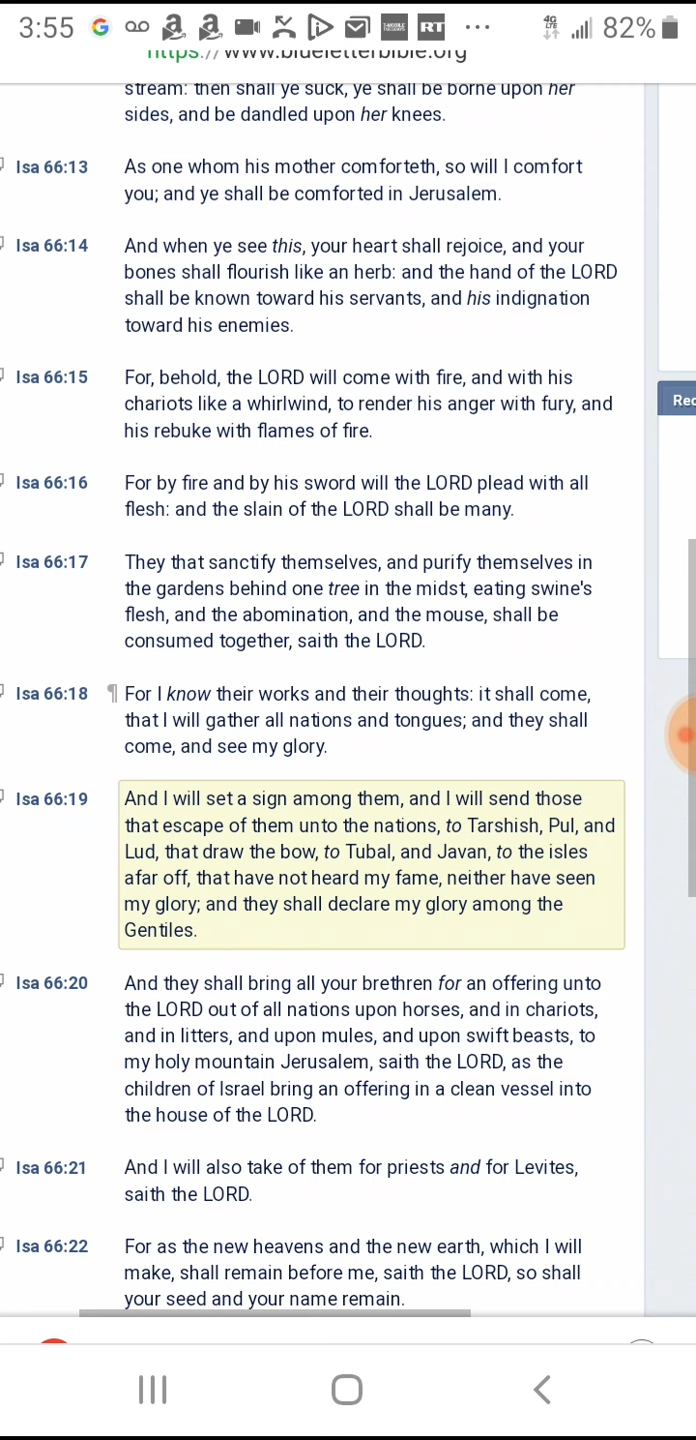 3:55 G a a RT ... 4G LTE 82%
https://www.blueletterbible.org
stream: then shall ye suck, ye shall be borne upon her
sides, and be dandled upon her knees.
Isa 66:13 As one whom his mother comforteth, so will I comfort
you; and ye shall be comforted in Jerusalem.
Isa 66:14 And when ye see this, your heart shall rejoice, and your
bones shall flourish like an herb: and the hand of the LORD
shall be known toward his servants, and his indignation
toward his enemies.
Isa 66:15 For, behold, the LORD will come with fire, and with his
chariots like a whirlwind, to render his anger with fury, and
his rebuke with flames of fire.
Rec
Isa 66:16 For by fire and by his sword will the LORD plead with all
flesh: and the slain of the LORD shall be many.
Isa 66:17 They that sanctify themselves, and purify themselves in
the gardens behind one tree in the midst, eating swine's
flesh, and the abomination, and the mouse, shall be
consumed together, saith the LORD.
Isa 66:18 ¶ For I know their works and their thoughts: it shall come,
that I will gather all nations and tongues; and they shall
come, and see my glory.
Isa 66:19 And I will set a sign among them, and I will send those
that escape of them unto the nations, to Tarshish, Pul, and
Lud, that draw the bow, to Tubal, and Javan, to the isles
afar off, that have not heard my fame, neither have seen
my glory; and they shall declare my glory among the
Gentiles.
Isa 66:20 And they shall bring all your brethren for an offering unto
the LORD out of all nations upon horses, and in chariots,
and in litters, and upon mules, and upon swift beasts, to
my holy mountain Jerusalem, saith the LORD, as the
children of Israel bring an offering in a clean vessel into
the house of the LORD.
Isa 66:21 And I will also take of them for priests and for Levites,
saith the LORD.
Isa 66:22 For as the new heavens and the new earth, which I will
make, shall remain before me, saith the LORD, so shall
your seed and your name remain.